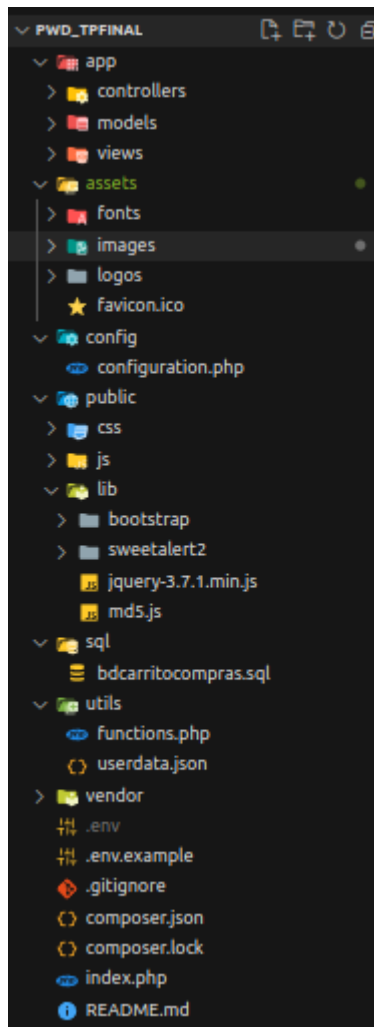 PWD_TPFINAL
app
controllers
models
views
assets
fonts
images
logos
favicon.ico
config
configuration.php
public
css
js
lib
bootstrap
sweetalert2
jquery-3.7.1.min.js
md5.js
sql
bdcarritocompras.sql
utils
functions.php
userdata.json
vendor
.env
.env.example
.gitignore
composer.json
composer.lock
index.php
README.md